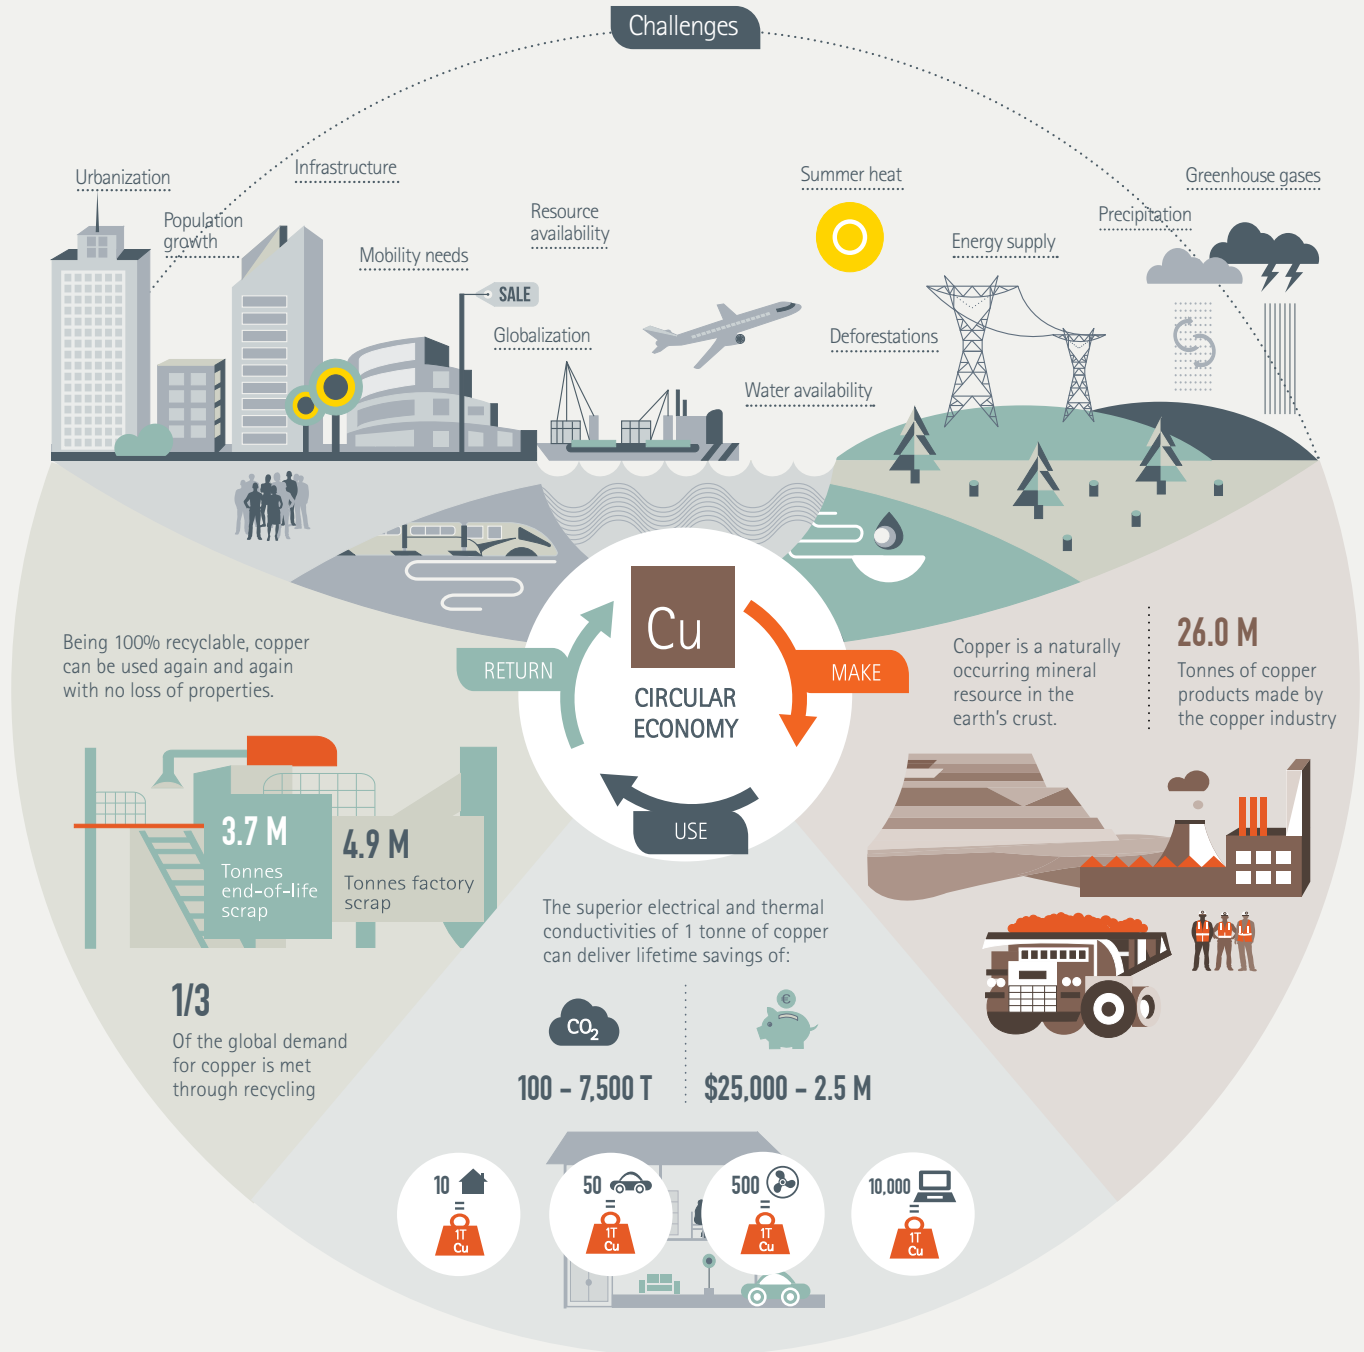 Challenges
Urbanization
Population
growth
Infrastructure
Mobility needs
SALE
Resource
availability
Globalization
Summer heat
Energy supply
Deforestations
Water availability
Precipitation
Greenhouse gases
Cu
CIRCULAR
ECONOMY
RETURN
MAKE
USE
Being 100% recyclable, copper
can be used again and again
with no loss of properties.
3.7 M
Tonnes
end-of-life
scrap
4.9 M
Tonnes factory
scrap
1/3
Of the global demand
for copper is met
through recycling
Copper is a naturally
occurring mineral
resource in the
earth's crust.
26.0 M
Tonnes of copper
products made by
the copper industry
The superior electrical and thermal
conductivities of 1 tonne of copper
can deliver lifetime savings of:
CO2
100 – 7,500 T
€
$25,000 – 2.5 M
10
=
1T
Cu
50
=
1T
Cu
500
=
1T
Cu
10,000
=
1T
Cu